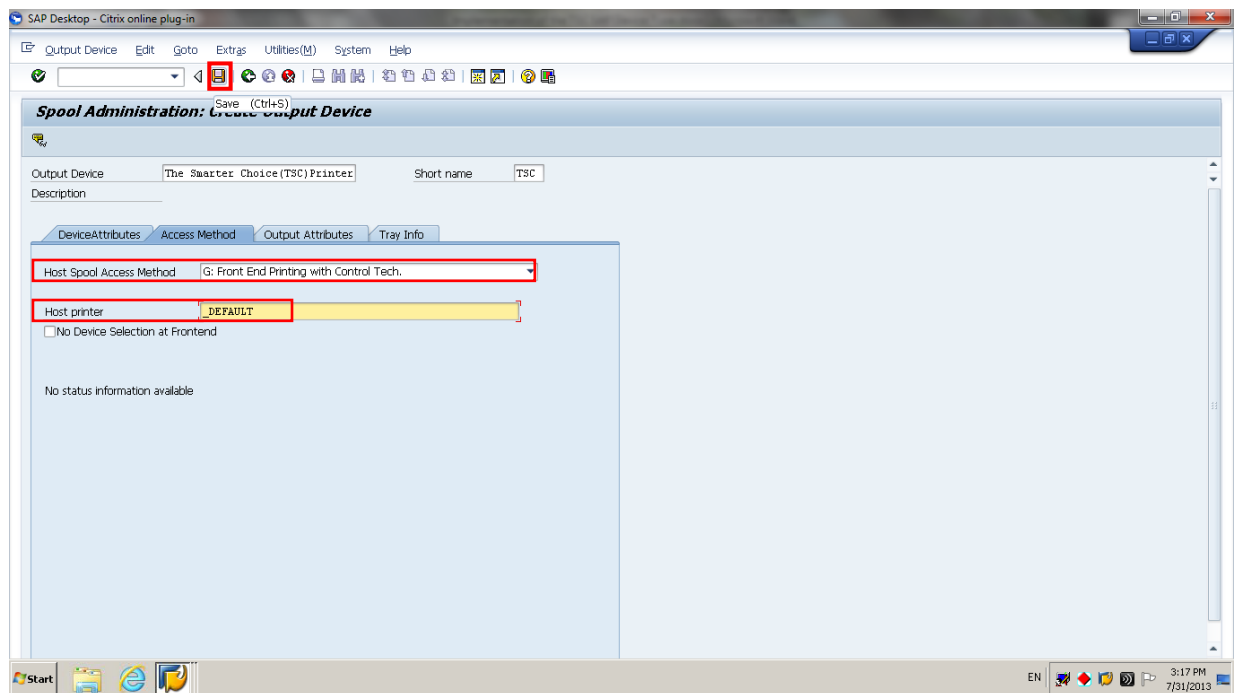 SAP Desktop - Citrix online plug-in
Output Device Edit Goto Extras Utilities(M) System Help
Save (Ctrl+S)
Spool Administration: Create Output Device
Output Device The Smarter Choice(TSC)Printer Short name TSC
Description
DeviceAttributes Access Method Output Attributes Tray Info
Host Spool Access Method G: Front End Printing with Control Tech.
Host printer _DEFAULT
No Device Selection at Frontend
No status information available
Start EN 3:17 PM
7/31/2013